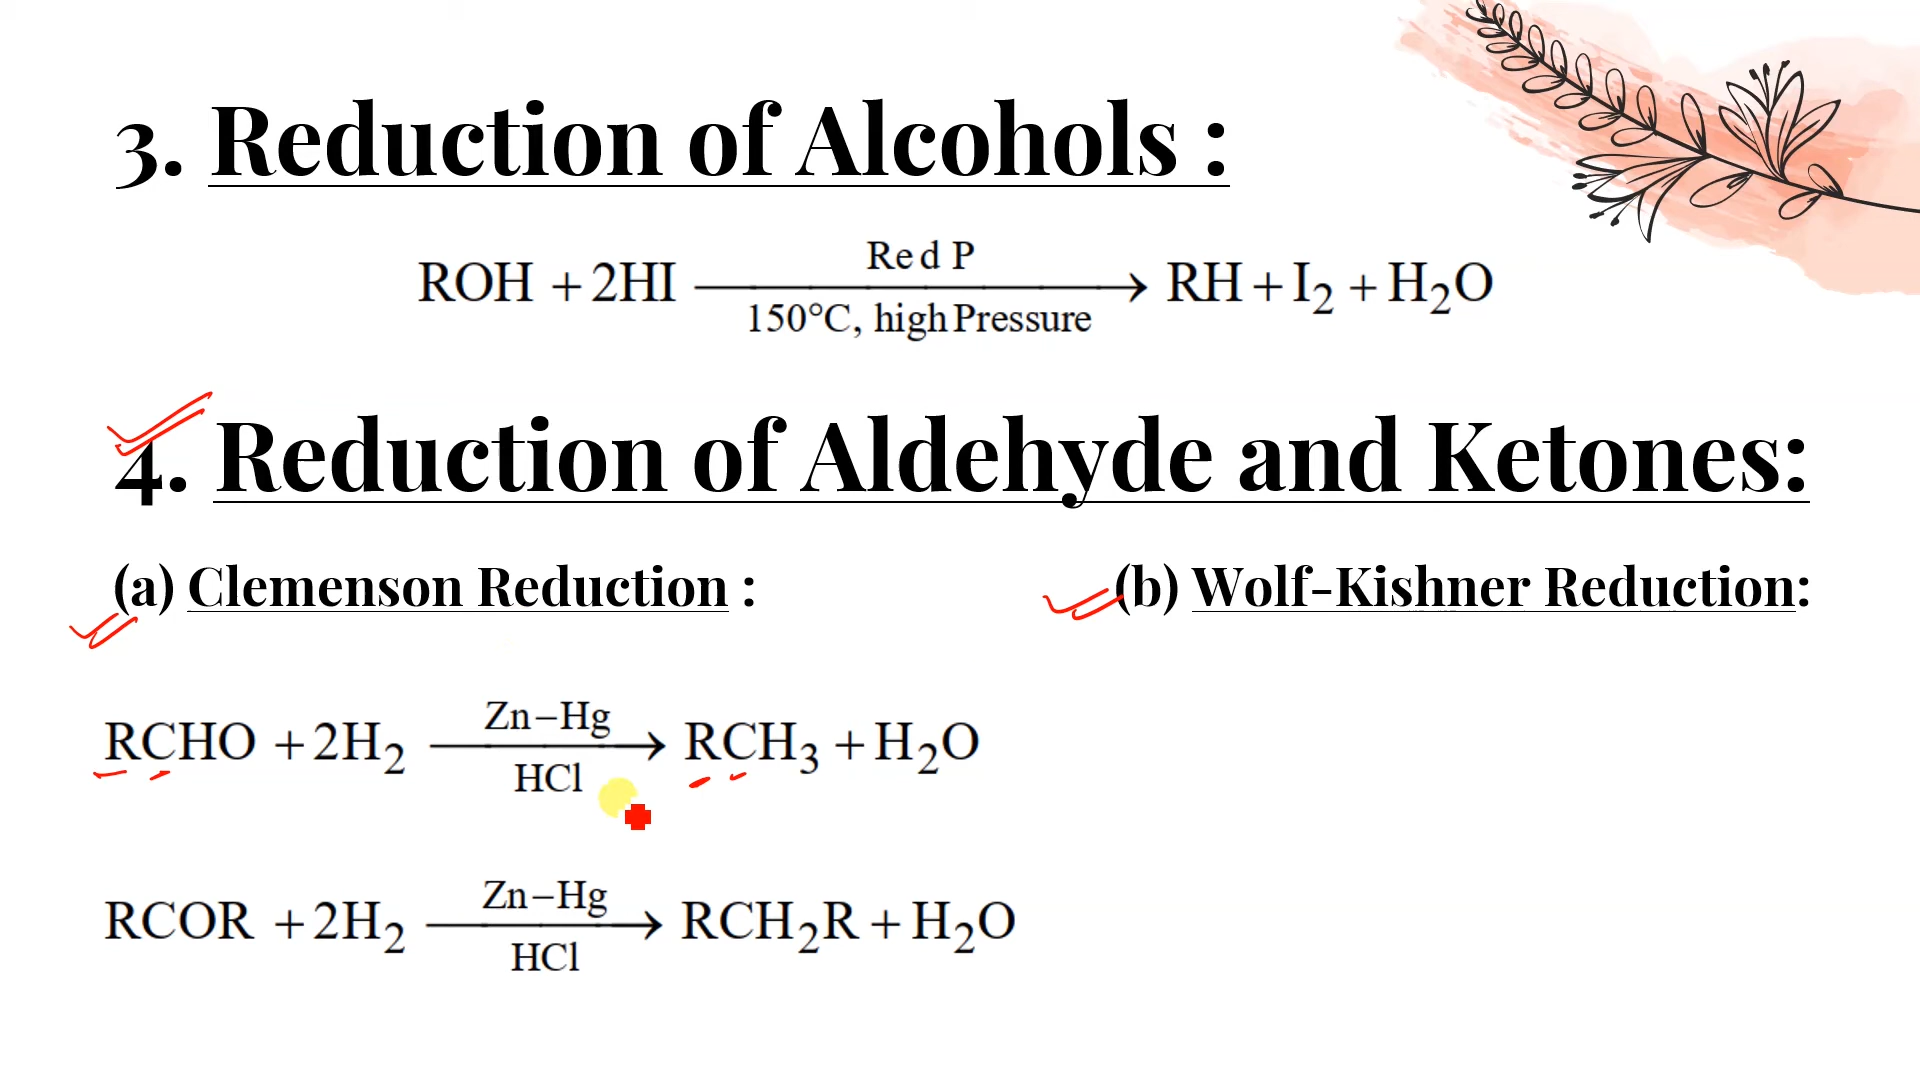 3. Reduction of Alcohols :
ROH + 2HI Red P 150°C, high Pressure → RH + I₂ + H₂O
4. Reduction of Aldehyde and Ketones:
(a) Clemenson Reduction : (b) Wolf-Kishner Reduction:
RCHO + 2H₂ Zn–Hg HCl → RCH₃ + H₂O
RCOR + 2H₂ Zn–Hg HCl → RCH₂R + H₂O